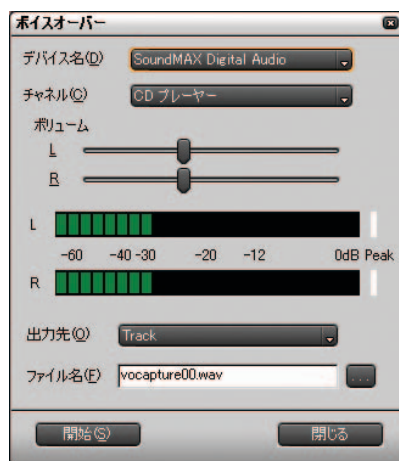 ボイスオーバー
デバイス名(D) SoundMAX Digital Audio
チャネル(C) CD プレーヤー
ボリューム
L
R
L
-60 -40 -30 -20 -12 0dB Peak
R
出力先(O) Track
ファイル名(F) vocapture00.wav ...
開始(S) 閉じる